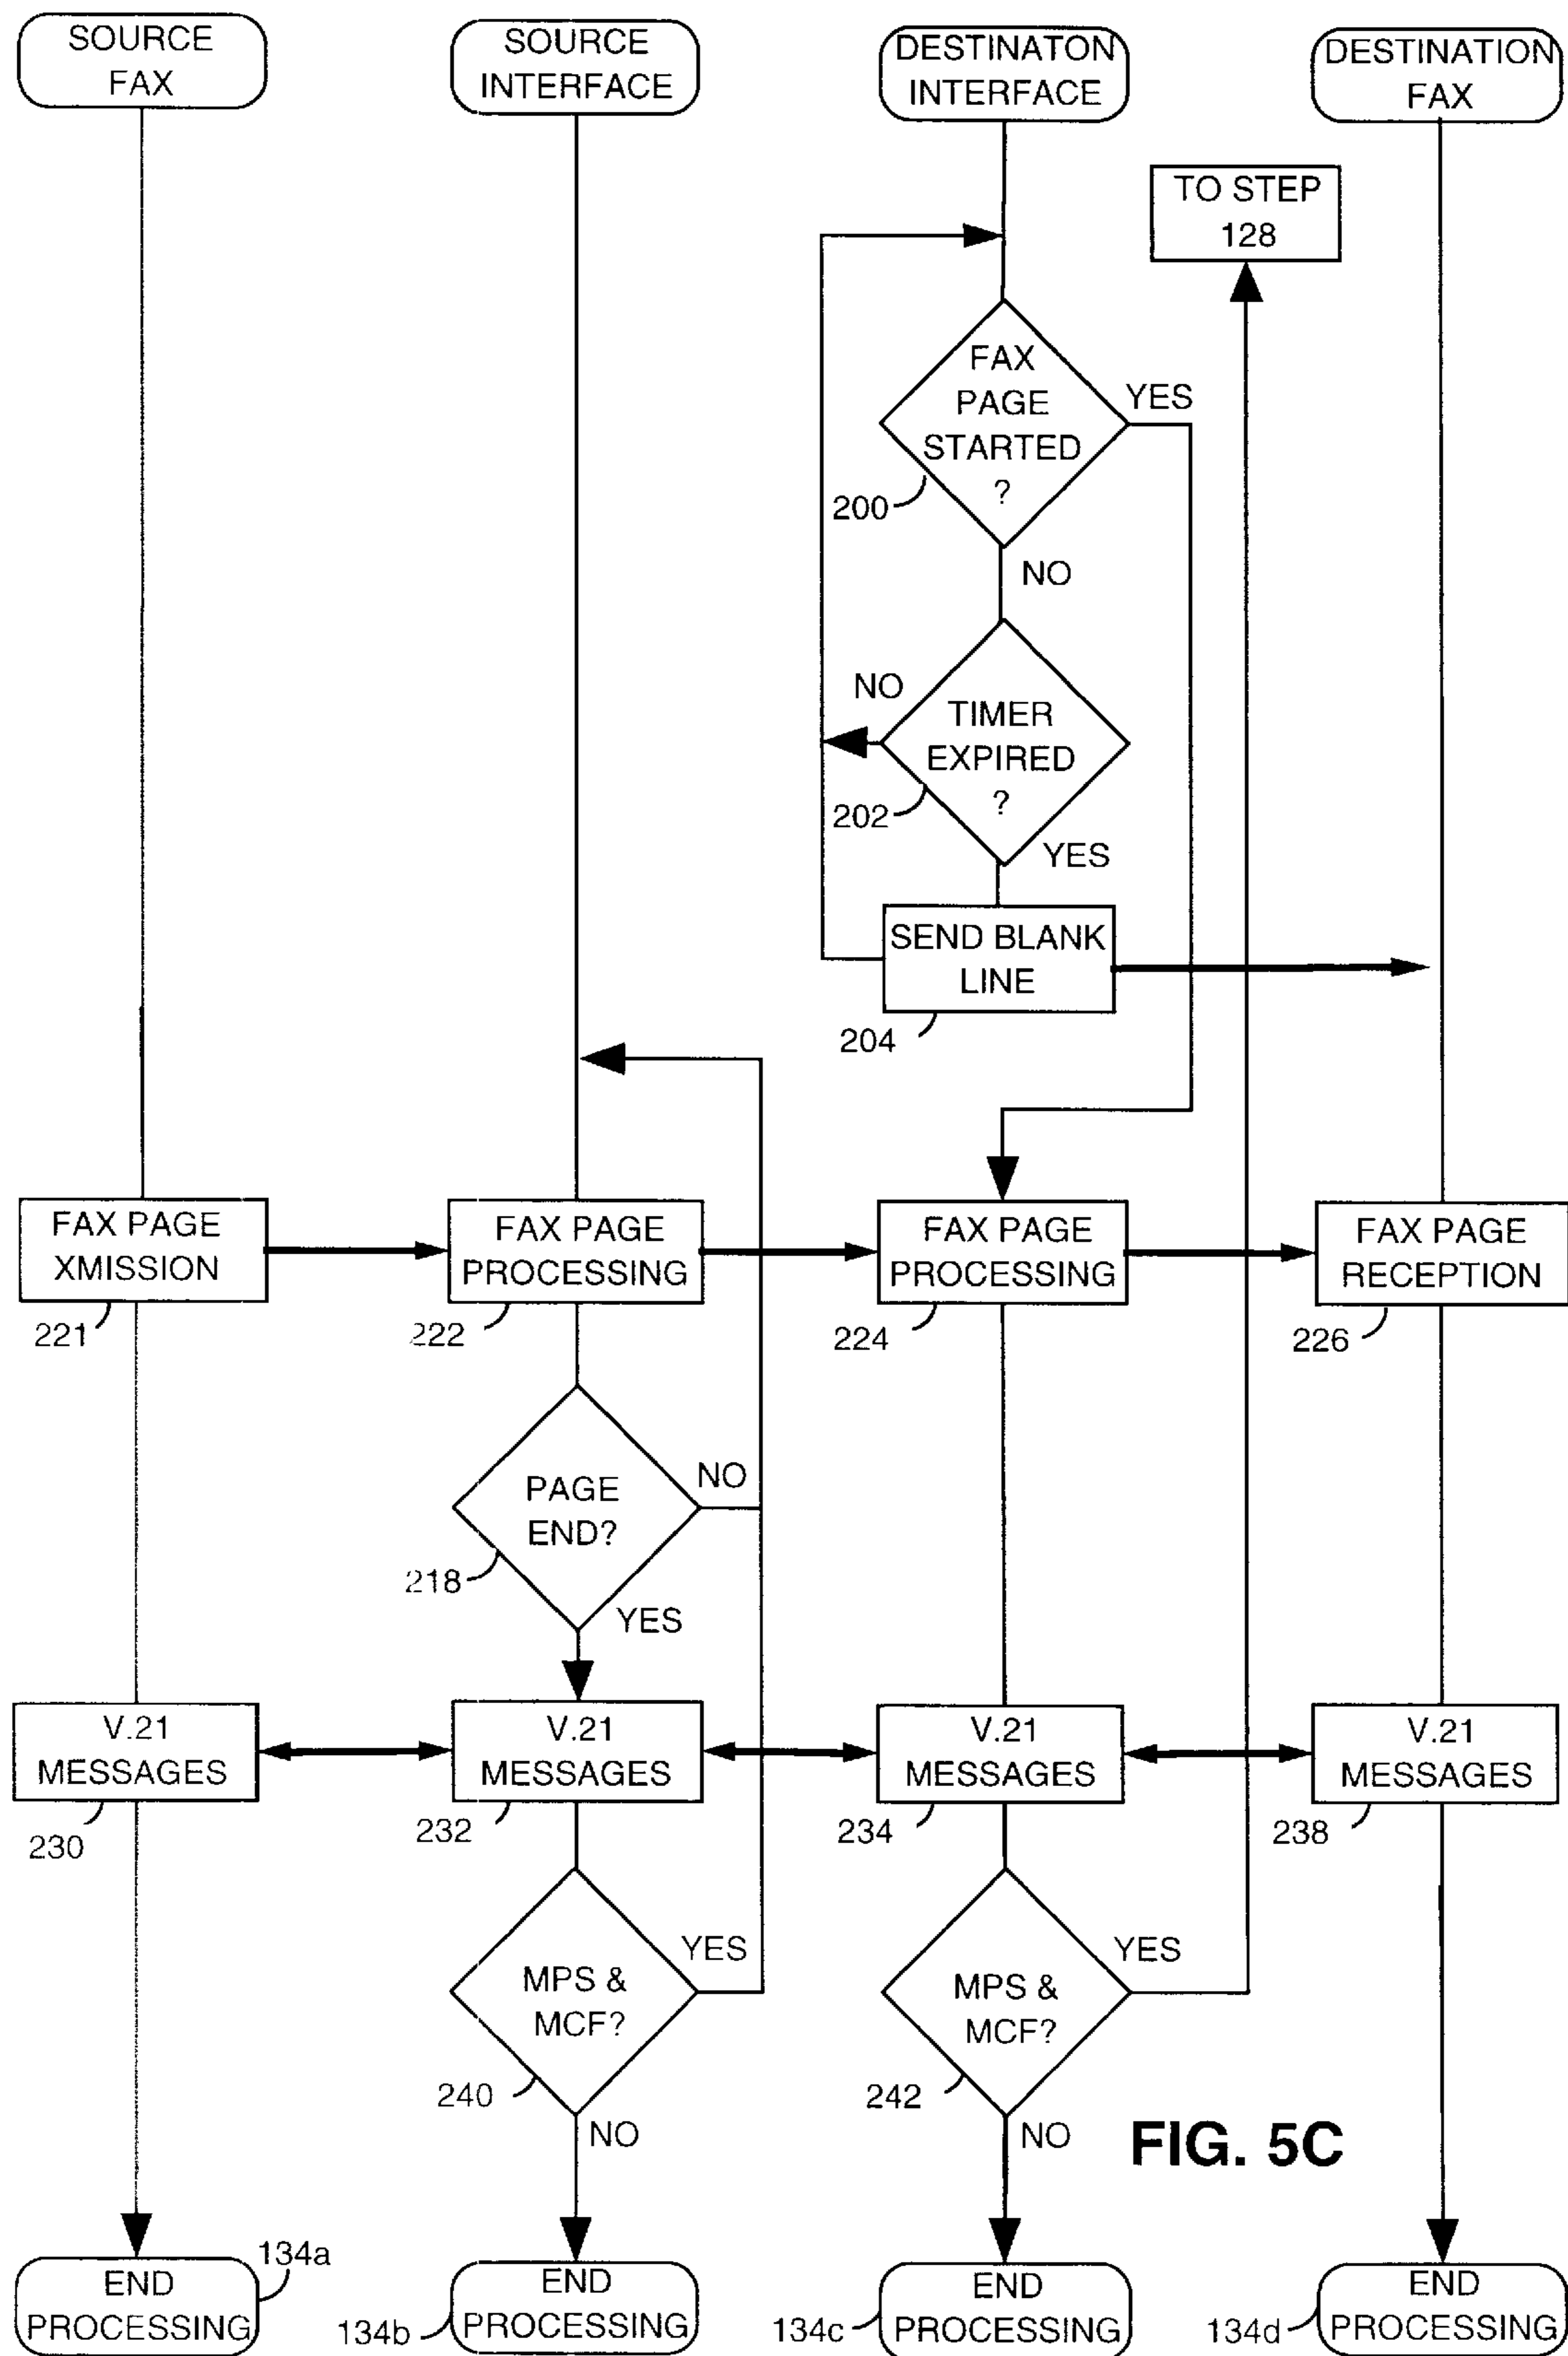 SOURCE
FAX
SOURCE
INTERFACE
DESTINATON
INTERFACE
DESTINATION
FAX
TO STEP
128
FAX
PAGE
STARTED
?
YES
200
NO
NO
TIMER
EXPIRED
?
202
YES
SEND BLANK
LINE
204
FAX PAGE
XMISSION
221
FAX PAGE
PROCESSING
222
FAX PAGE
PROCESSING
224
FAX PAGE
RECEPTION
226
PAGE
END?
NO
218
YES
V.21
MESSAGES
230
V.21
MESSAGES
232
V.21
MESSAGES
234
V.21
MESSAGES
238
MPS &
MCF?
YES
240
NO
MPS &
MCF?
YES
242
NO
FIG. 5C
END
PROCESSING
134a
END
PROCESSING
134b
END
PROCESSING
134c
END
PROCESSING
134d